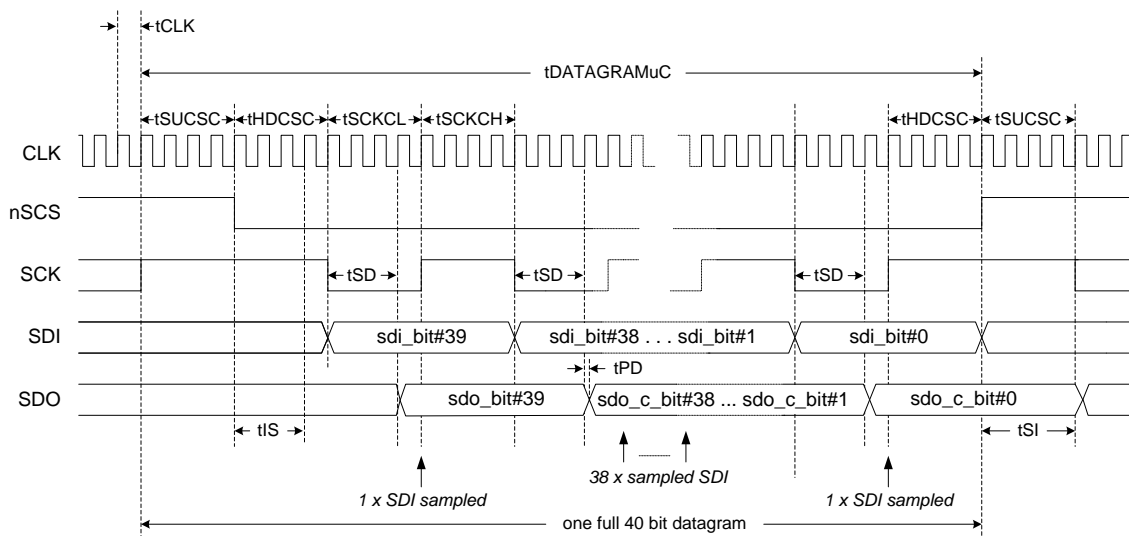 tCLK
tDATAGRAMuC
tSUCSC tHDCSC tSCKCL tSCKCH tHDCSC tSUCSC
CLK
nSCS
SCK tSD tSD tSD
SDI sdi_bit#39 sdi_bit#38 . . . sdi_bit#1 sdi_bit#0
tPD
SDO sdo_bit#39 sdo_c_bit#38 ... sdo_c_bit#1 sdo_c_bit#0
tIS tSI
1 x SDI sampled 38 x sampled SDI 1 x SDI sampled
one full 40 bit datagram